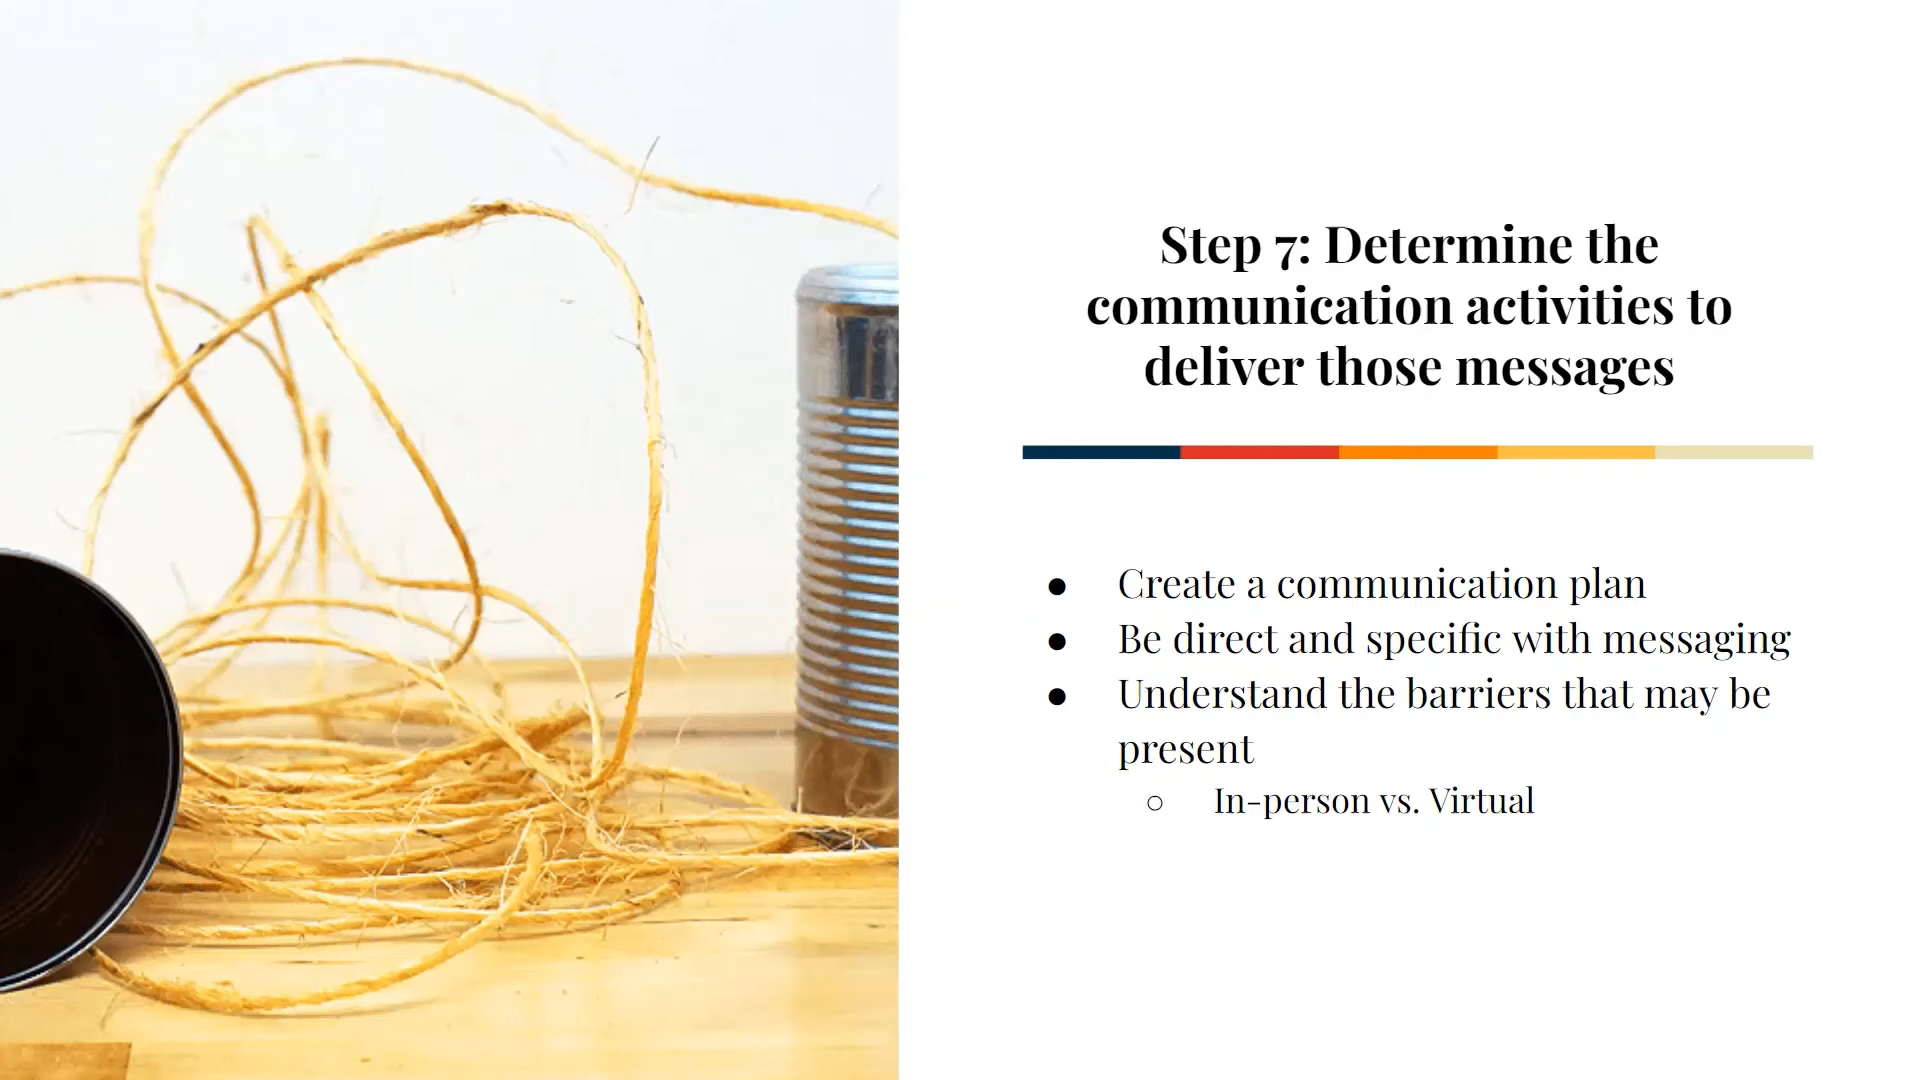 Step 7: Determine the
communication activities to
deliver those messages
● Create a communication plan
● Be direct and specific with messaging
● Understand the barriers that may be
present
○ In-person vs. Virtual